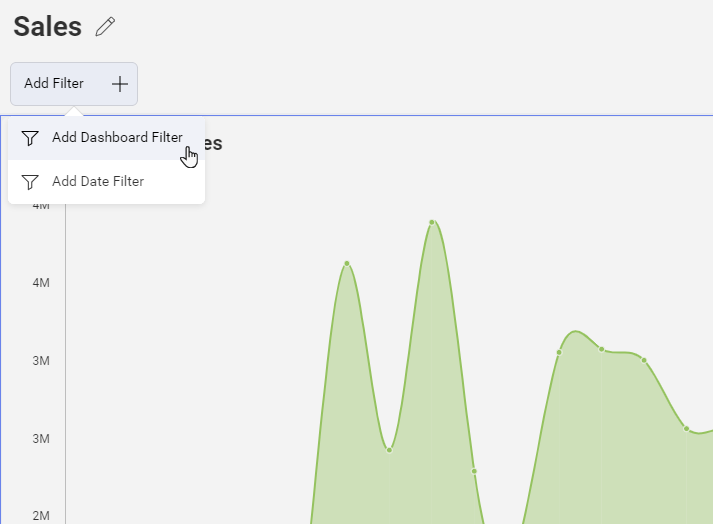 Sales
Add Filter
Add Dashboard Filter
es
Add Date Filter
4M
4M
3M
3M
2M